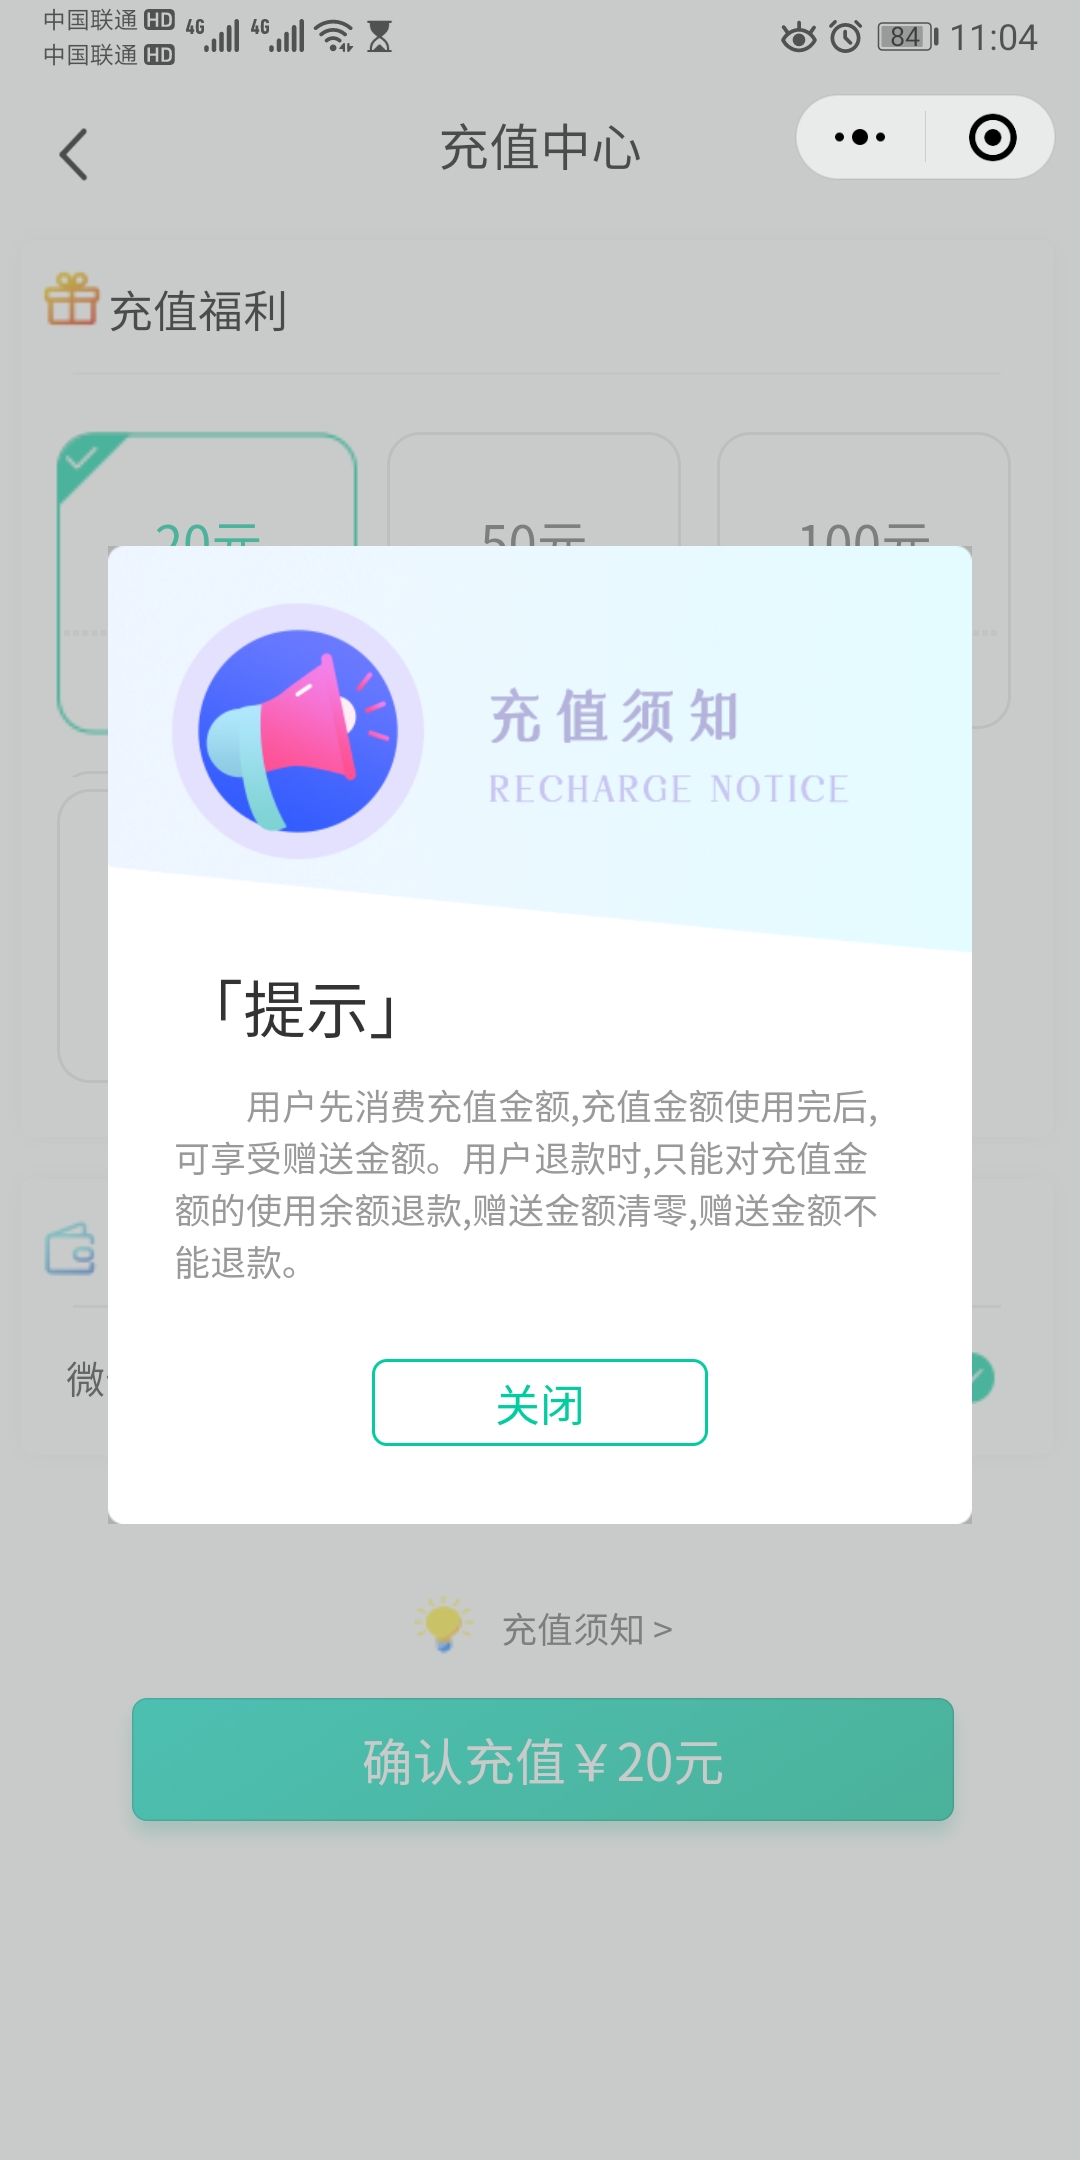 中国联通 HD 4G 4G 84 11:04
中国联通 HD
充值中心
充值福利
20元 50元 100元
充值须知
RECHARGE NOTICE
「提示」
用户先消费充值金额,充值金额使用完后,
可享受赠送金额。用户退款时,只能对充值金
额的使用余额退款,赠送金额清零,赠送金额不
能退款。
微
关闭
充值须知 >
确认充值￥20元